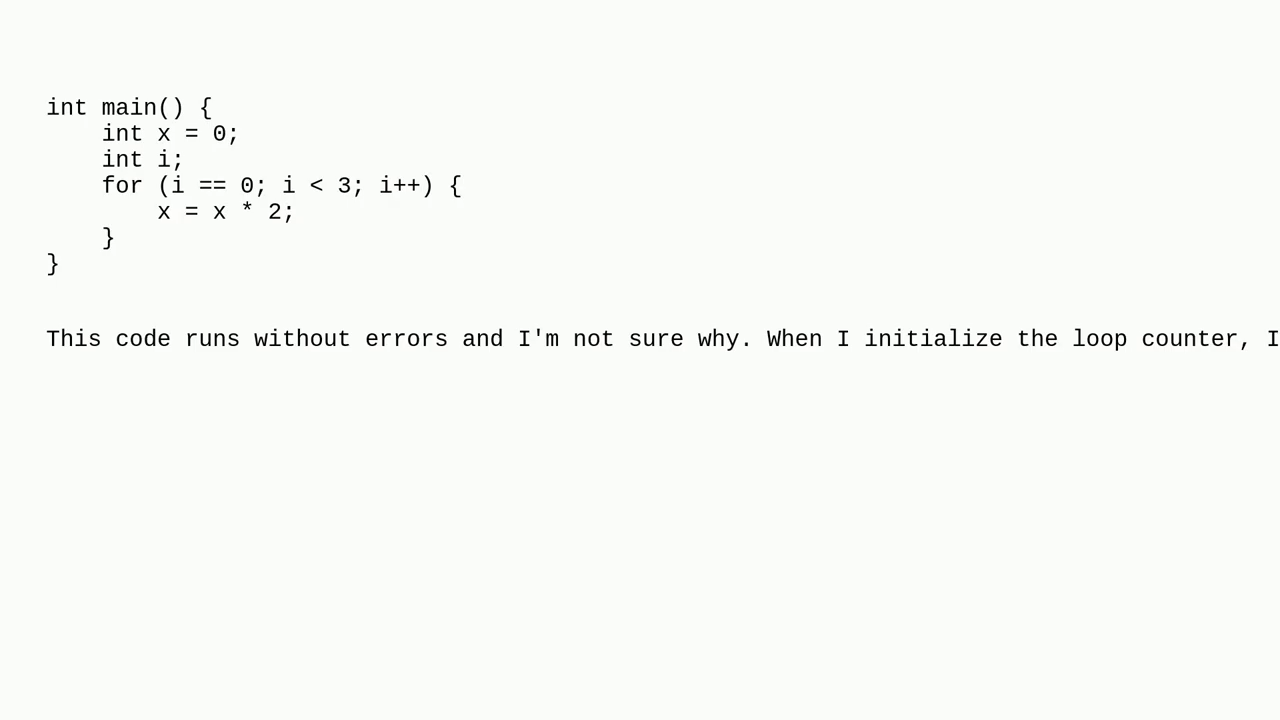 int main() {
    int x = 0;
    int i;
    for (i == 0; i < 3; i++) {
        x = x * 2;
    }
}
This code runs without errors and I'm not sure why. When I initialize the loop counter, I